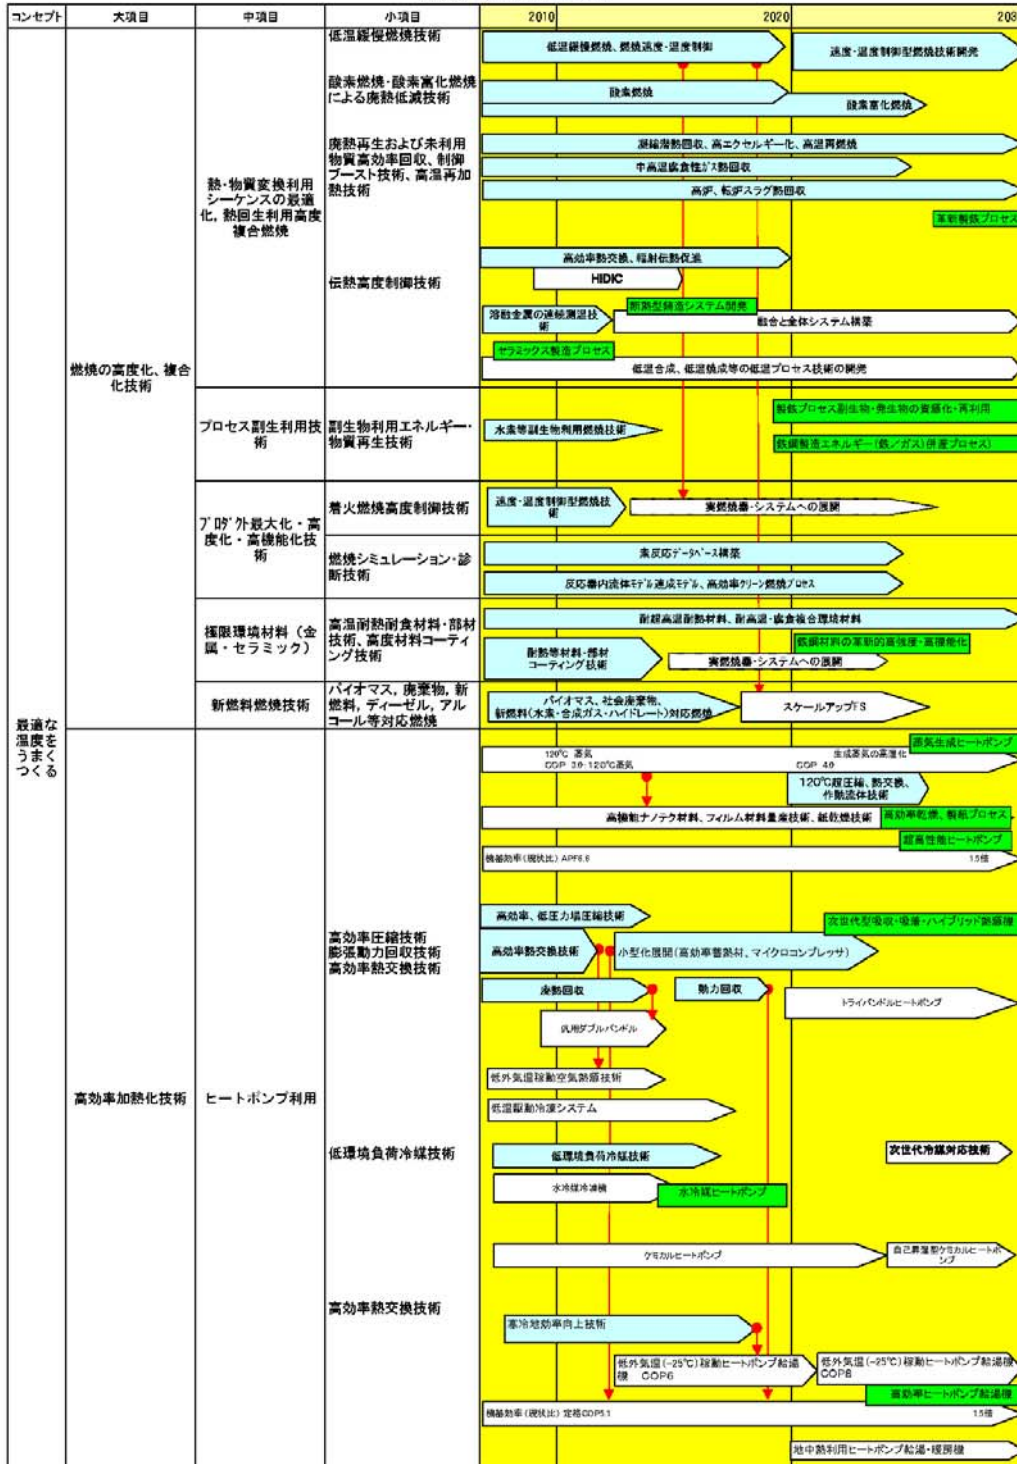 コンセプト 大項目 中項目 小項目 2010 2020 203
最適な
温度を
うまく
つくる
燃焼の高度化、複合
化技術
熱・物質変換利用
シーケンスの最適
化,熱回生利用高度
複合燃焼
低温緩慢燃焼技術
低温緩慢燃焼、燃焼速度・温度制御
速度・温度制御型燃焼技術開発
酸素燃焼・酸素富化燃焼
による廃熱低減技術
酸素燃焼
酸素富化燃焼
廃熱再生および未利用
物質高効率回収、制御
ブースト技術、高温再加
熱技術
凝縮潜熱回収、高エクセルギー化、高温再燃焼
中高温腐食性ガス熱回収
高炉、転炉スラグ熱回収
革新製鉄プロセス
伝熱高度制御技術
高効率熱交換、輻射伝熱促進
HIDIC
断熱型鋳造システム開発
溶融金属の連続測温技
術
融合と全体システム構築
セラミックス製造プロセス
低温合成、低温焼成等の低温プロセス技術の開発
プロセス副生利用技
術
副生物利用エネルギー・
物質再生技術
製鉄プロセス副生物・発生物の資源化・再利用
水素等副生物利用燃焼技術
鉄鋼製造エネルギー(鉄/ガス)併産プロセス)
プロダクト最大化・高
度化・高機能化技
術
着火燃焼高度制御技術
速度・温度制御型燃焼技
術
実燃焼器・システムへの展開
燃焼シミュレーション・診
断技術
素反応データベース構築
反応器内流体モデル連成モデル、高効率クリーン燃焼プロセス
極限環境材料(金
属・セラミック)
高温耐熱耐食材料・部材
技術、高度材料コーティ
ング技術
耐超高温耐熱材料、耐高温・腐食複合環境材料
鉄鋼材料の革新的高強度・高機能化
耐熱等材料・部材
コーティング技術
実燃焼器・システムへの展開
新燃料燃焼技術
バイオマス,廃棄物,新
燃料,ディーゼル,アル
コール等対応燃焼
バイオマス、社会廃棄物、
新燃料(水素・合成ガス・ハイドレート)対応燃焼
スケールアップFS
高効率加熱化技術
ヒートポンプ利用
蒸気生成ヒートポンプ
120℃ 蒸気
COP 3.0:120℃蒸気
生成蒸気の高温化
COP 4.0
120℃超圧縮、熱交換、
作動流体技術
高機能ナノテク材料、フィルム材料量産技術、紙乾燥技術
高効率乾燥、製紙プロセス
超高性能ヒートポンプ
機器効率(現状比) APF6.6
1.5倍
高効率圧縮技術
膨張動力回収技術
高効率熱交換技術
高効率、低圧力場圧縮技術
次世代型吸収・吸着・ハイブリッド熱源機
高効率熱交換技術
小型化展開(高効率蓄熱材、マイクロコンプレッサ)
廃熱回収
動力回収
トライバンドルヒートポンプ
汎用ダブルバンドル
低外気温稼動空気熱源技術
低温駆動冷凍システム
低環境負荷冷媒技術
低環境負荷冷媒技術
次世代冷媒対応技術
水冷媒冷凍機
水冷媒ヒートポンプ
ケミカルヒートポンプ
自己昇温型ケミカルヒートポ
ンプ
高効率熱交換技術
寒冷地効率向上技術
低外気温(-25℃)稼動ヒートポンプ給湯
機 COP6
低外気温(-25℃)稼動ヒートポンプ給湯機
COP8
高効率ヒートポンプ給湯機
機器効率(現状比) 定格COP5.1
1.5倍
地中熱利用ヒートポンプ給湯・暖房機